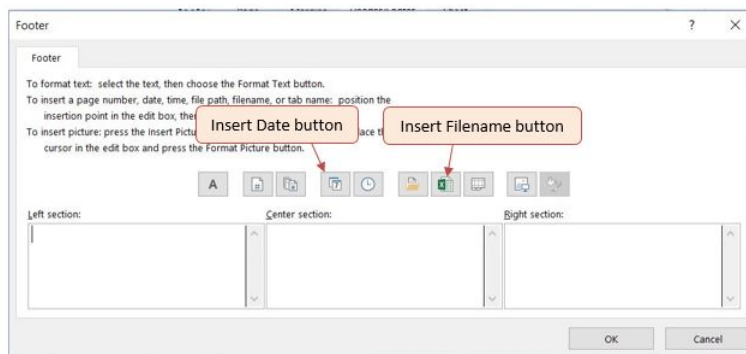 Footer
? X
Footer
To format text: select the text, then choose the Format Text button.
To insert a page number, date, time, file path, filename, or tab name: position the
insertion point in the edit box, then
To insert picture: press the Insert Pictu
cursor in the edit box and press the Format Picture button.
Insert Date button
Insert Filename button
A
Left section:
Center section:
Right section:
OK
Cancel